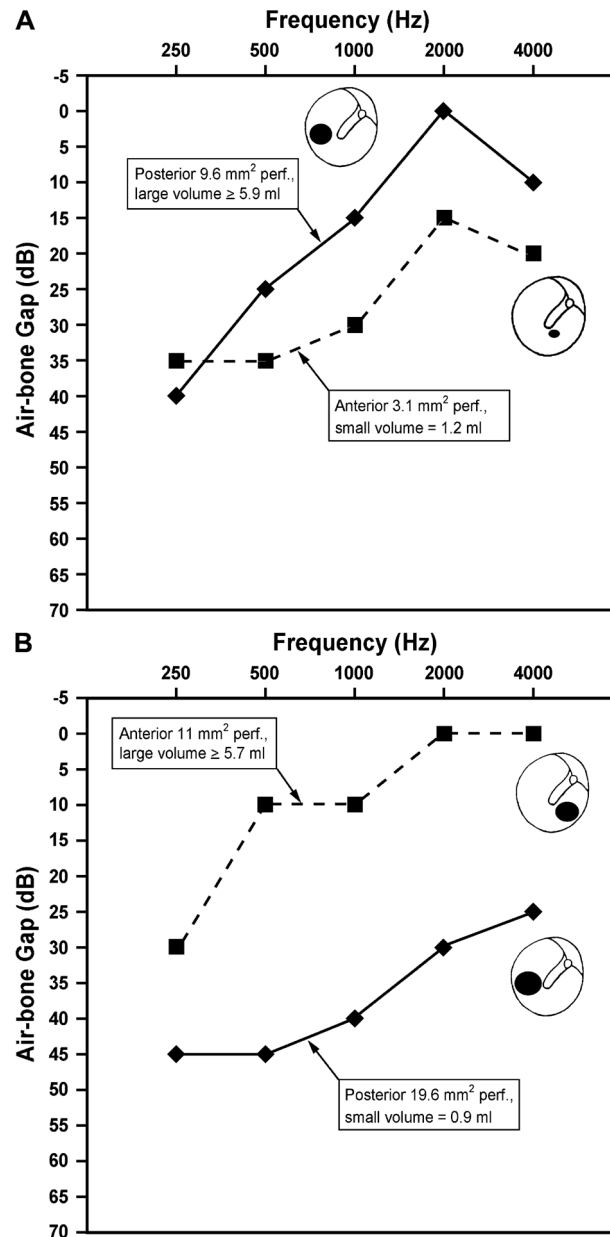 A
Frequency (Hz)
250 500 1000 2000 4000
Air-bone Gap (dB)
-5
0
5
10
15
20
25
30
35
40
45
50
55
60
65
70
Posterior 9.6 mm² perf.,
large volume ≥ 5.9 ml
Anterior 3.1 mm² perf.,
small volume = 1.2 ml
B
Frequency (Hz)
250 500 1000 2000 4000
Air-bone Gap (dB)
-5
0
5
10
15
20
25
30
35
40
45
50
55
60
65
70
Anterior 11 mm² perf.,
large volume ≥ 5.7 ml
Posterior 19.6 mm² perf.,
small volume = 0.9 ml